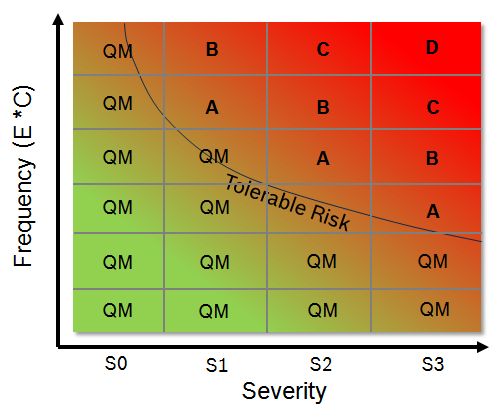 QM B C D
QM A B C
QM QM A B
Tolerable Risk
QM QM A
QM QM QM QM
QM QM QM QM
S0 S1 S2 S3
Severity
Frequency (E *C)